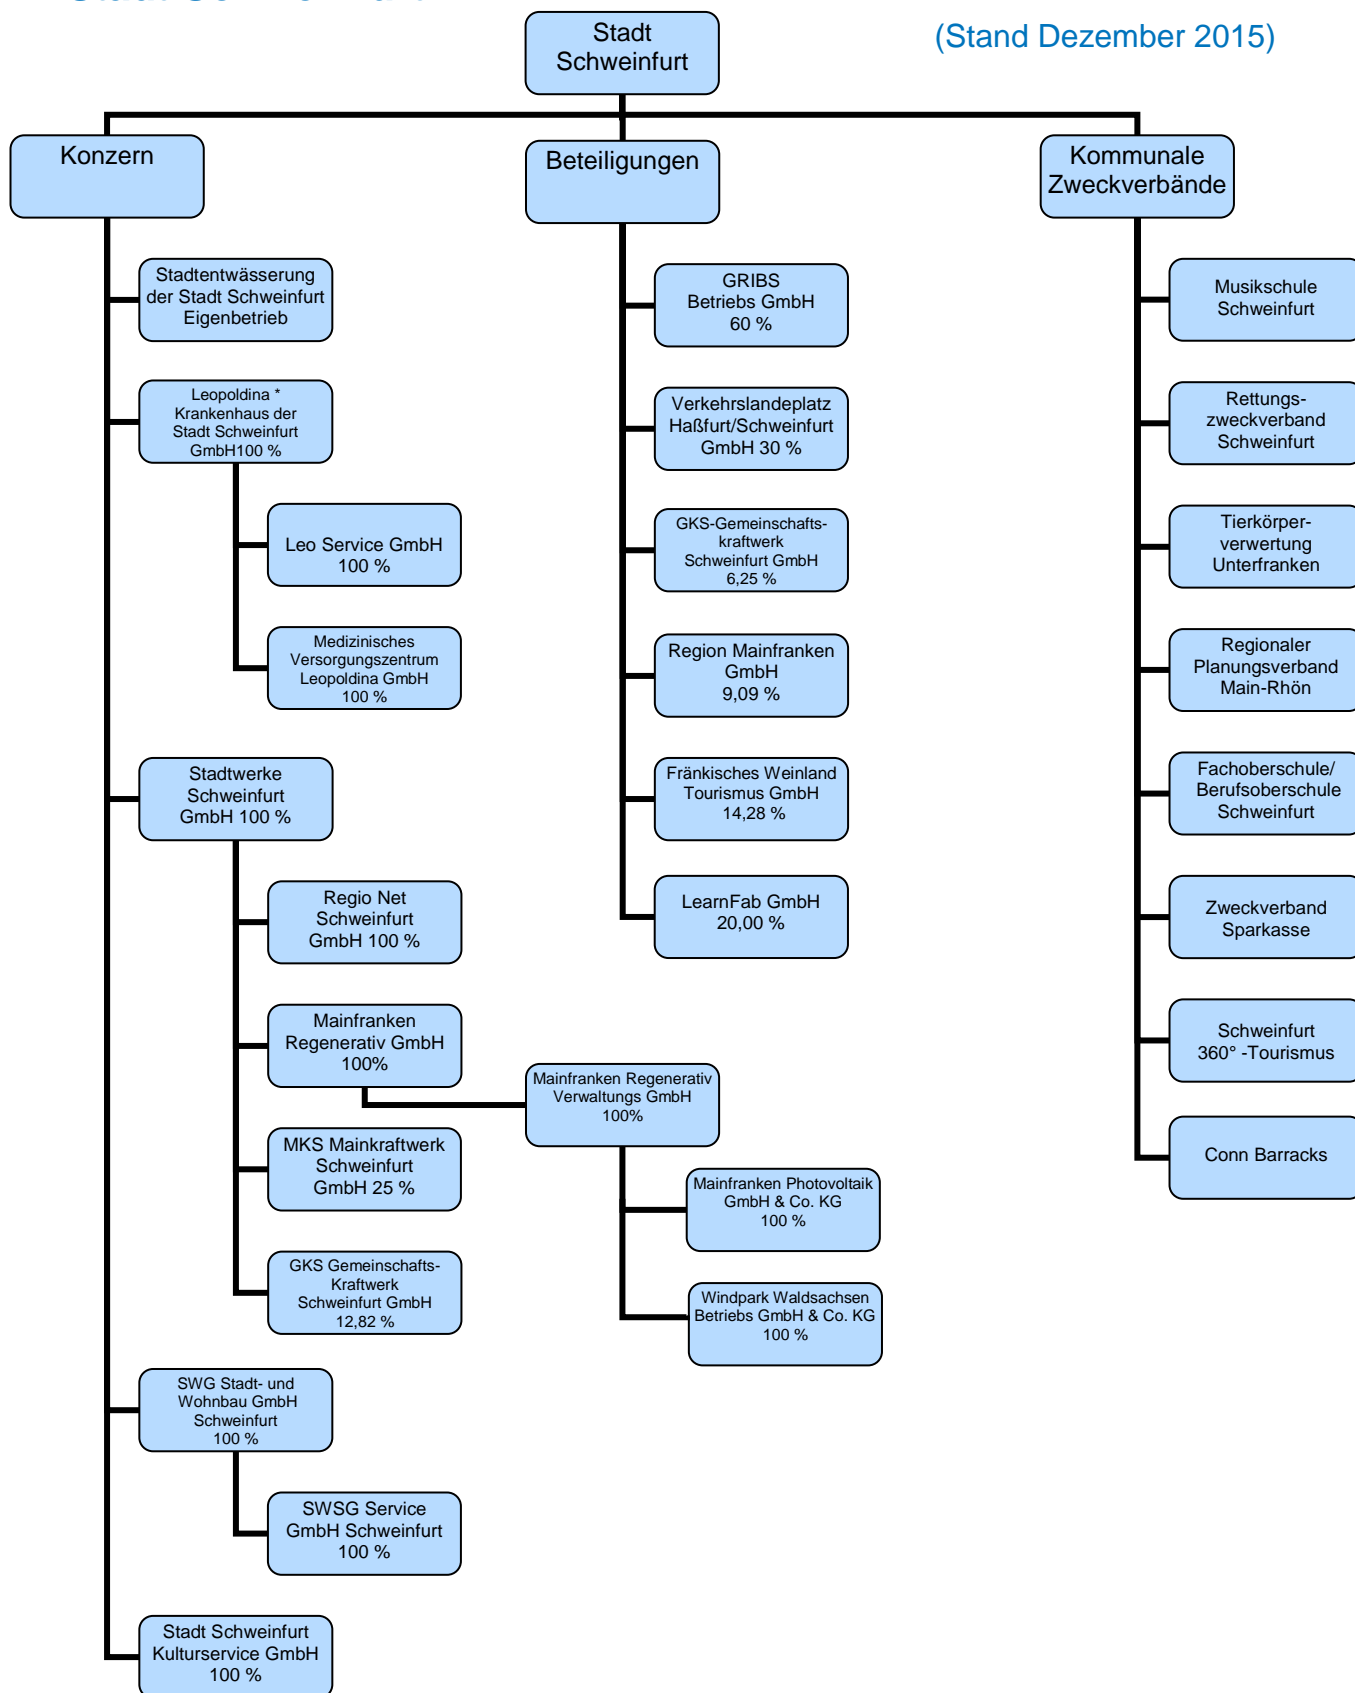 (Stand Dezember 2015)
Stadt
Schweinfurt
Konzern
Beteiligungen
Kommunale
Zweckverbände
Stadtentwässerung
der Stadt Schweinfurt
Eigenbetrieb
Leopoldina *
Krankenhaus der
Stadt Schweinfurt
GmbH100 %
Leo Service GmbH
100 %
Medizinisches
Versorgungszentrum
Leopoldina GmbH
100 %
Stadtwerke
Schweinfurt
GmbH 100 %
Regio Net
Schweinfurt
GmbH 100 %
Mainfranken
Regenerativ GmbH
100%
Mainfranken Regenerativ
Verwaltungs GmbH
100%
Mainfranken Photovoltaik
GmbH & Co. KG
100 %
Windpark Waldsachsen
Betriebs GmbH & Co. KG
100 %
MKS Mainkraftwerk
Schweinfurt
GmbH 25 %
GKS Gemeinschafts-
Kraftwerk
Schweinfurt GmbH
12,82 %
SWG Stadt- und
Wohnbau GmbH
Schweinfurt
100 %
SWSG Service
GmbH Schweinfurt
100 %
Stadt Schweinfurt
Kulturservice GmbH
100 %
GRIBS
Betriebs GmbH
60 %
Verkehrslandeplatz
Haßfurt/Schweinfurt
GmbH 30 %
GKS-Gemeinschafts-
kraftwerk
Schweinfurt GmbH
6,25 %
Region Mainfranken
GmbH
9,09 %
Fränkisches Weinland
Tourismus GmbH
14,28 %
LearnFab GmbH
20,00 %
Musikschule
Schweinfurt
Rettungs-
zweckverband
Schweinfurt
Tierkörper-
verwertung
Unterfranken
Regionaler
Planungsverband
Main-Rhön
Fachoberschule/
Berufsoberschule
Schweinfurt
Zweckverband
Sparkasse
Schweinfurt
360° -Tourismus
Conn Barracks